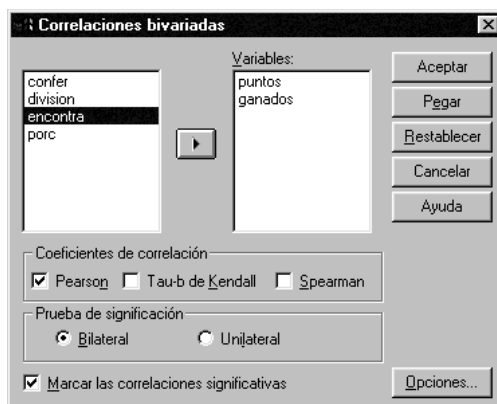 Correlaciones bivariadas
confer
division
encontra
porc
Variables:
puntos
ganados
Aceptar
Pegar
Restablecer
Cancelar
Ayuda
Coeficientes de correlación
Pearson
Tau-b de Kendall
Spearman
Prueba de significación
Bilateral
Unilateral
Marcar las correlaciones significativas
Opciones...